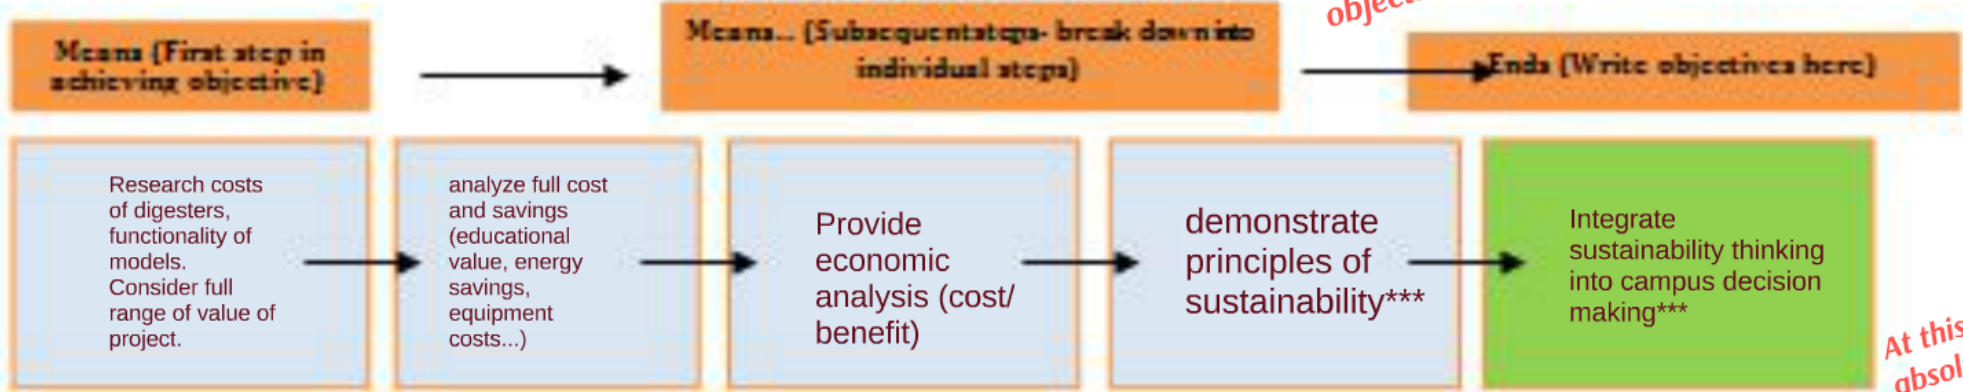 objecti
Means (First step in
achieving objective)
Means... (Subsequent steps- break down into
individual steps)
Ends (Write objectives here)
Research costs
of digesters,
functionality of
models.
Consider full
range of value of
project.
analyze full cost
and savings
(educational
value, energy
savings,
equipment
costs...)
Provide
economic
analysis (cost/
benefit)
demonstrate
principles of
sustainability***
Integrate
sustainability thinking
into campus decision
making***
At this
absol